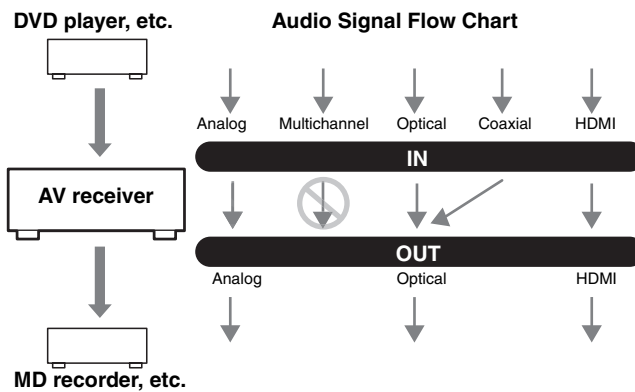 DVD player, etc.
Audio Signal Flow Chart
Analog Multichannel Optical Coaxial HDMI
IN
AV receiver
OUT
Analog Optical HDMI
MD recorder, etc.